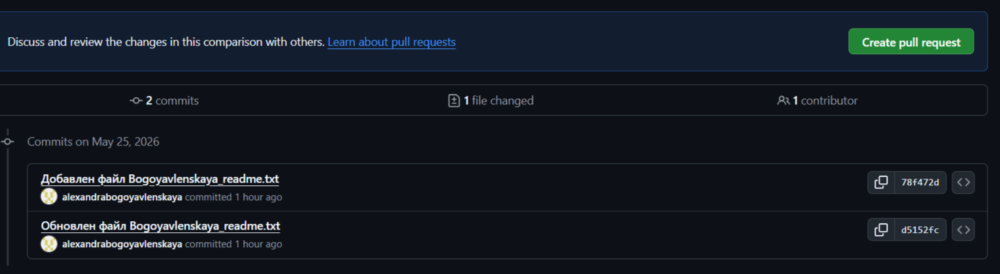 Discuss and review the changes in this comparison with others. Learn about pull requests
Create pull request
2 commits
1 file changed
1 contributor
Commits on May 25, 2026
Добавлен файл Bogoyavlenskaya_readme.txt
78f472d
alexandrabogoyavlenskaya committed 1 hour ago
Обновлен файл Bogoyavlenskaya_readme.txt
d5152fc
alexandrabogoyavlenskaya committed 1 hour ago